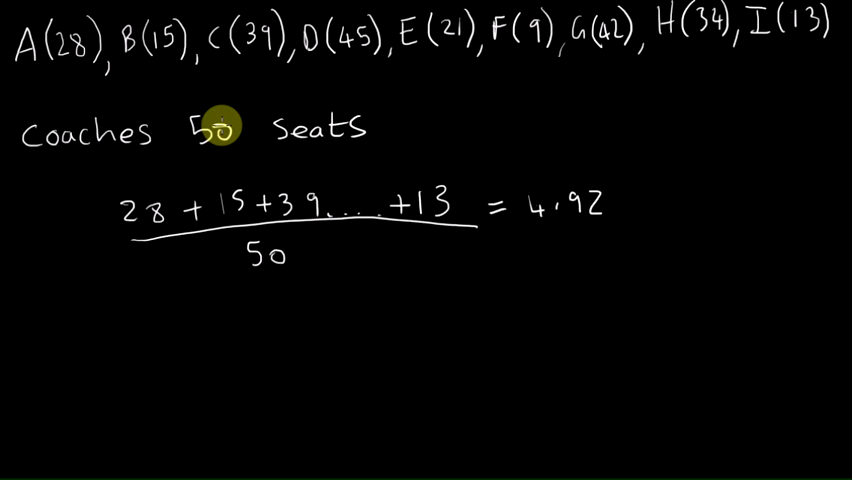 A(28), B(15), C(39), D(45), E(21), F(9), G(42), H(34), I(13)
coaches 50 seats
28 + 15+39.... +13 = 4.92
50